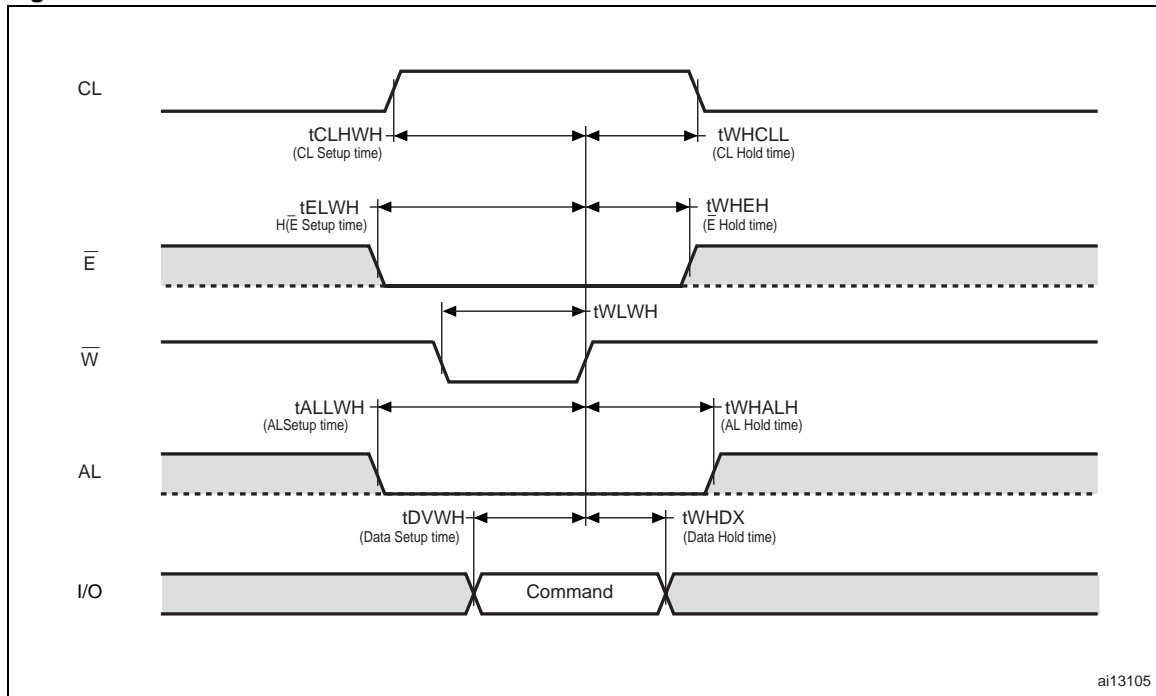 CL
tCLHWH
(CL Setup time)
tWHCLL
(CL Hold time)
tELWH
H(E̅ Setup time)
tWHEH
(E̅ Hold time)
E̅
tWLWH
W̅
tALLWH
(ALSetup time)
tWHALH
(AL Hold time)
AL
tDVWH
(Data Setup time)
tWHDX
(Data Hold time)
I/O
Command
ai13105